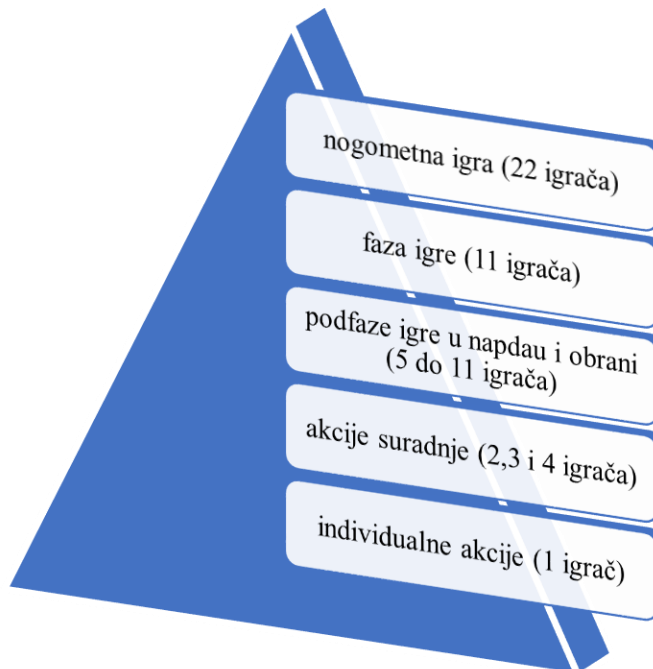 nogometna igra (22 igrača)
faza igre (11 igrača)
podfaze igre u napdau i obrani
(5 do 11 igrača)
akcije suradnje (2,3 i 4 igrača)
individualne akcije (1 igrač)